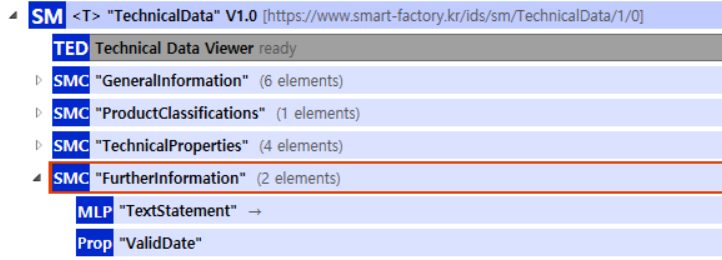 SM <T> "TechnicalData" V1.0 [https://www.smart-factory.kr/ids/sm/TechnicalData/1/0]
TED Technical Data Viewer ready
SMC "GeneralInformation" (6 elements)
SMC "ProductClassifications" (1 elements)
SMC "TechnicalProperties" (4 elements)
SMC "FurtherInformation" (2 elements)
MLP "TextStatement" →
Prop "ValidDate"